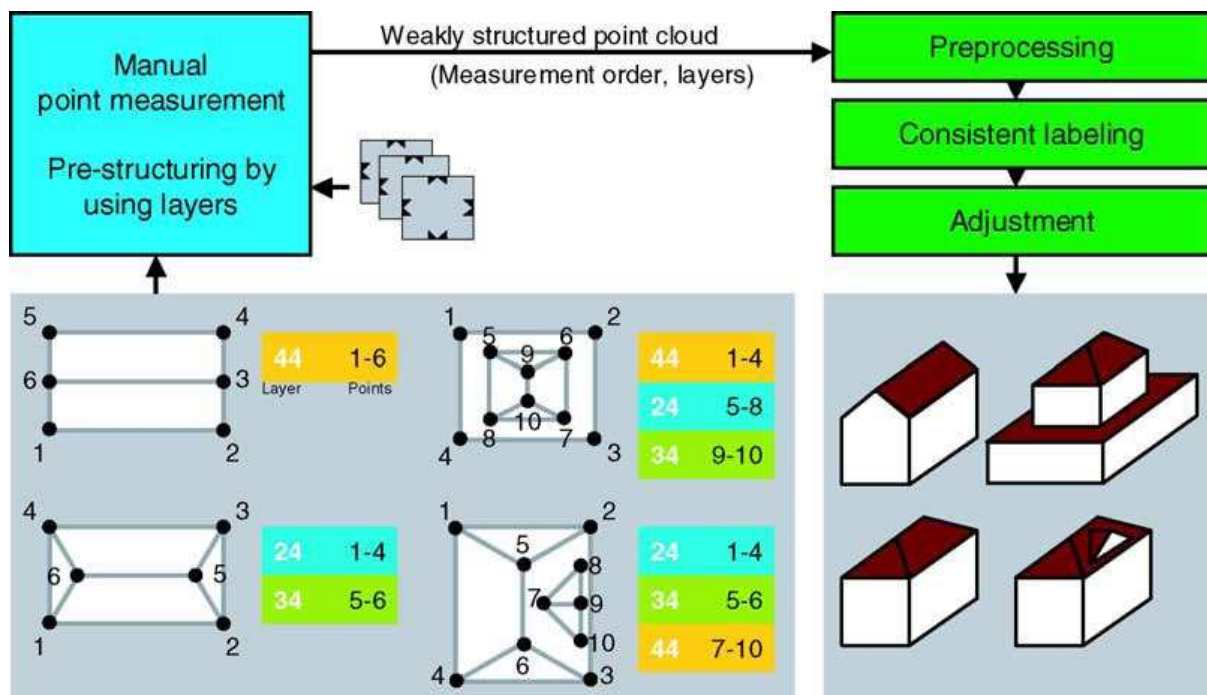 Manual
point measurement
Pre-structuring by
using layers
Weakly structured point cloud
(Measurement order, layers)
Preprocessing
Consistent labeling
Adjustment
5 4
6 3
1 2
44 1-6
Layer Points
1 2
5 9 6
10
8 7
4 3
44 1-4
24 5-8
34 9-10
4 3
6 5
1 2
24 1-4
34 5-6
1 2
5 8
7 9
10
6
4 3
24 1-4
34 5-6
44 7-10